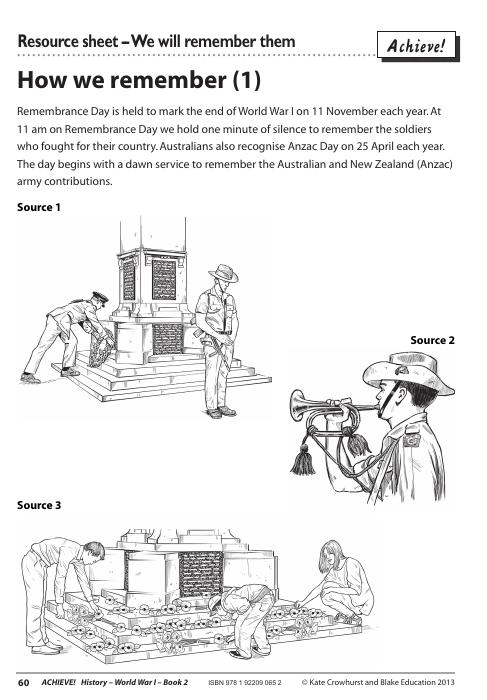 Resource sheet – We will remember them
Achieve!
How we remember (1)
Remembrance Day is held to mark the end of World War I on 11 November each year. At
11 am on Remembrance Day we hold one minute of silence to remember the soldiers
who fought for their country. Australians also recognise Anzac Day on 25 April each year.
The day begins with a dawn service to remember the Australian and New Zealand (Anzac)
army contributions.
Source 1
Source 2
Source 3
60 ACHIEVE! History – World War I – Book 2 ISBN 978 1 92209 065 2 © Kate Crowhurst and Blake Education 2013